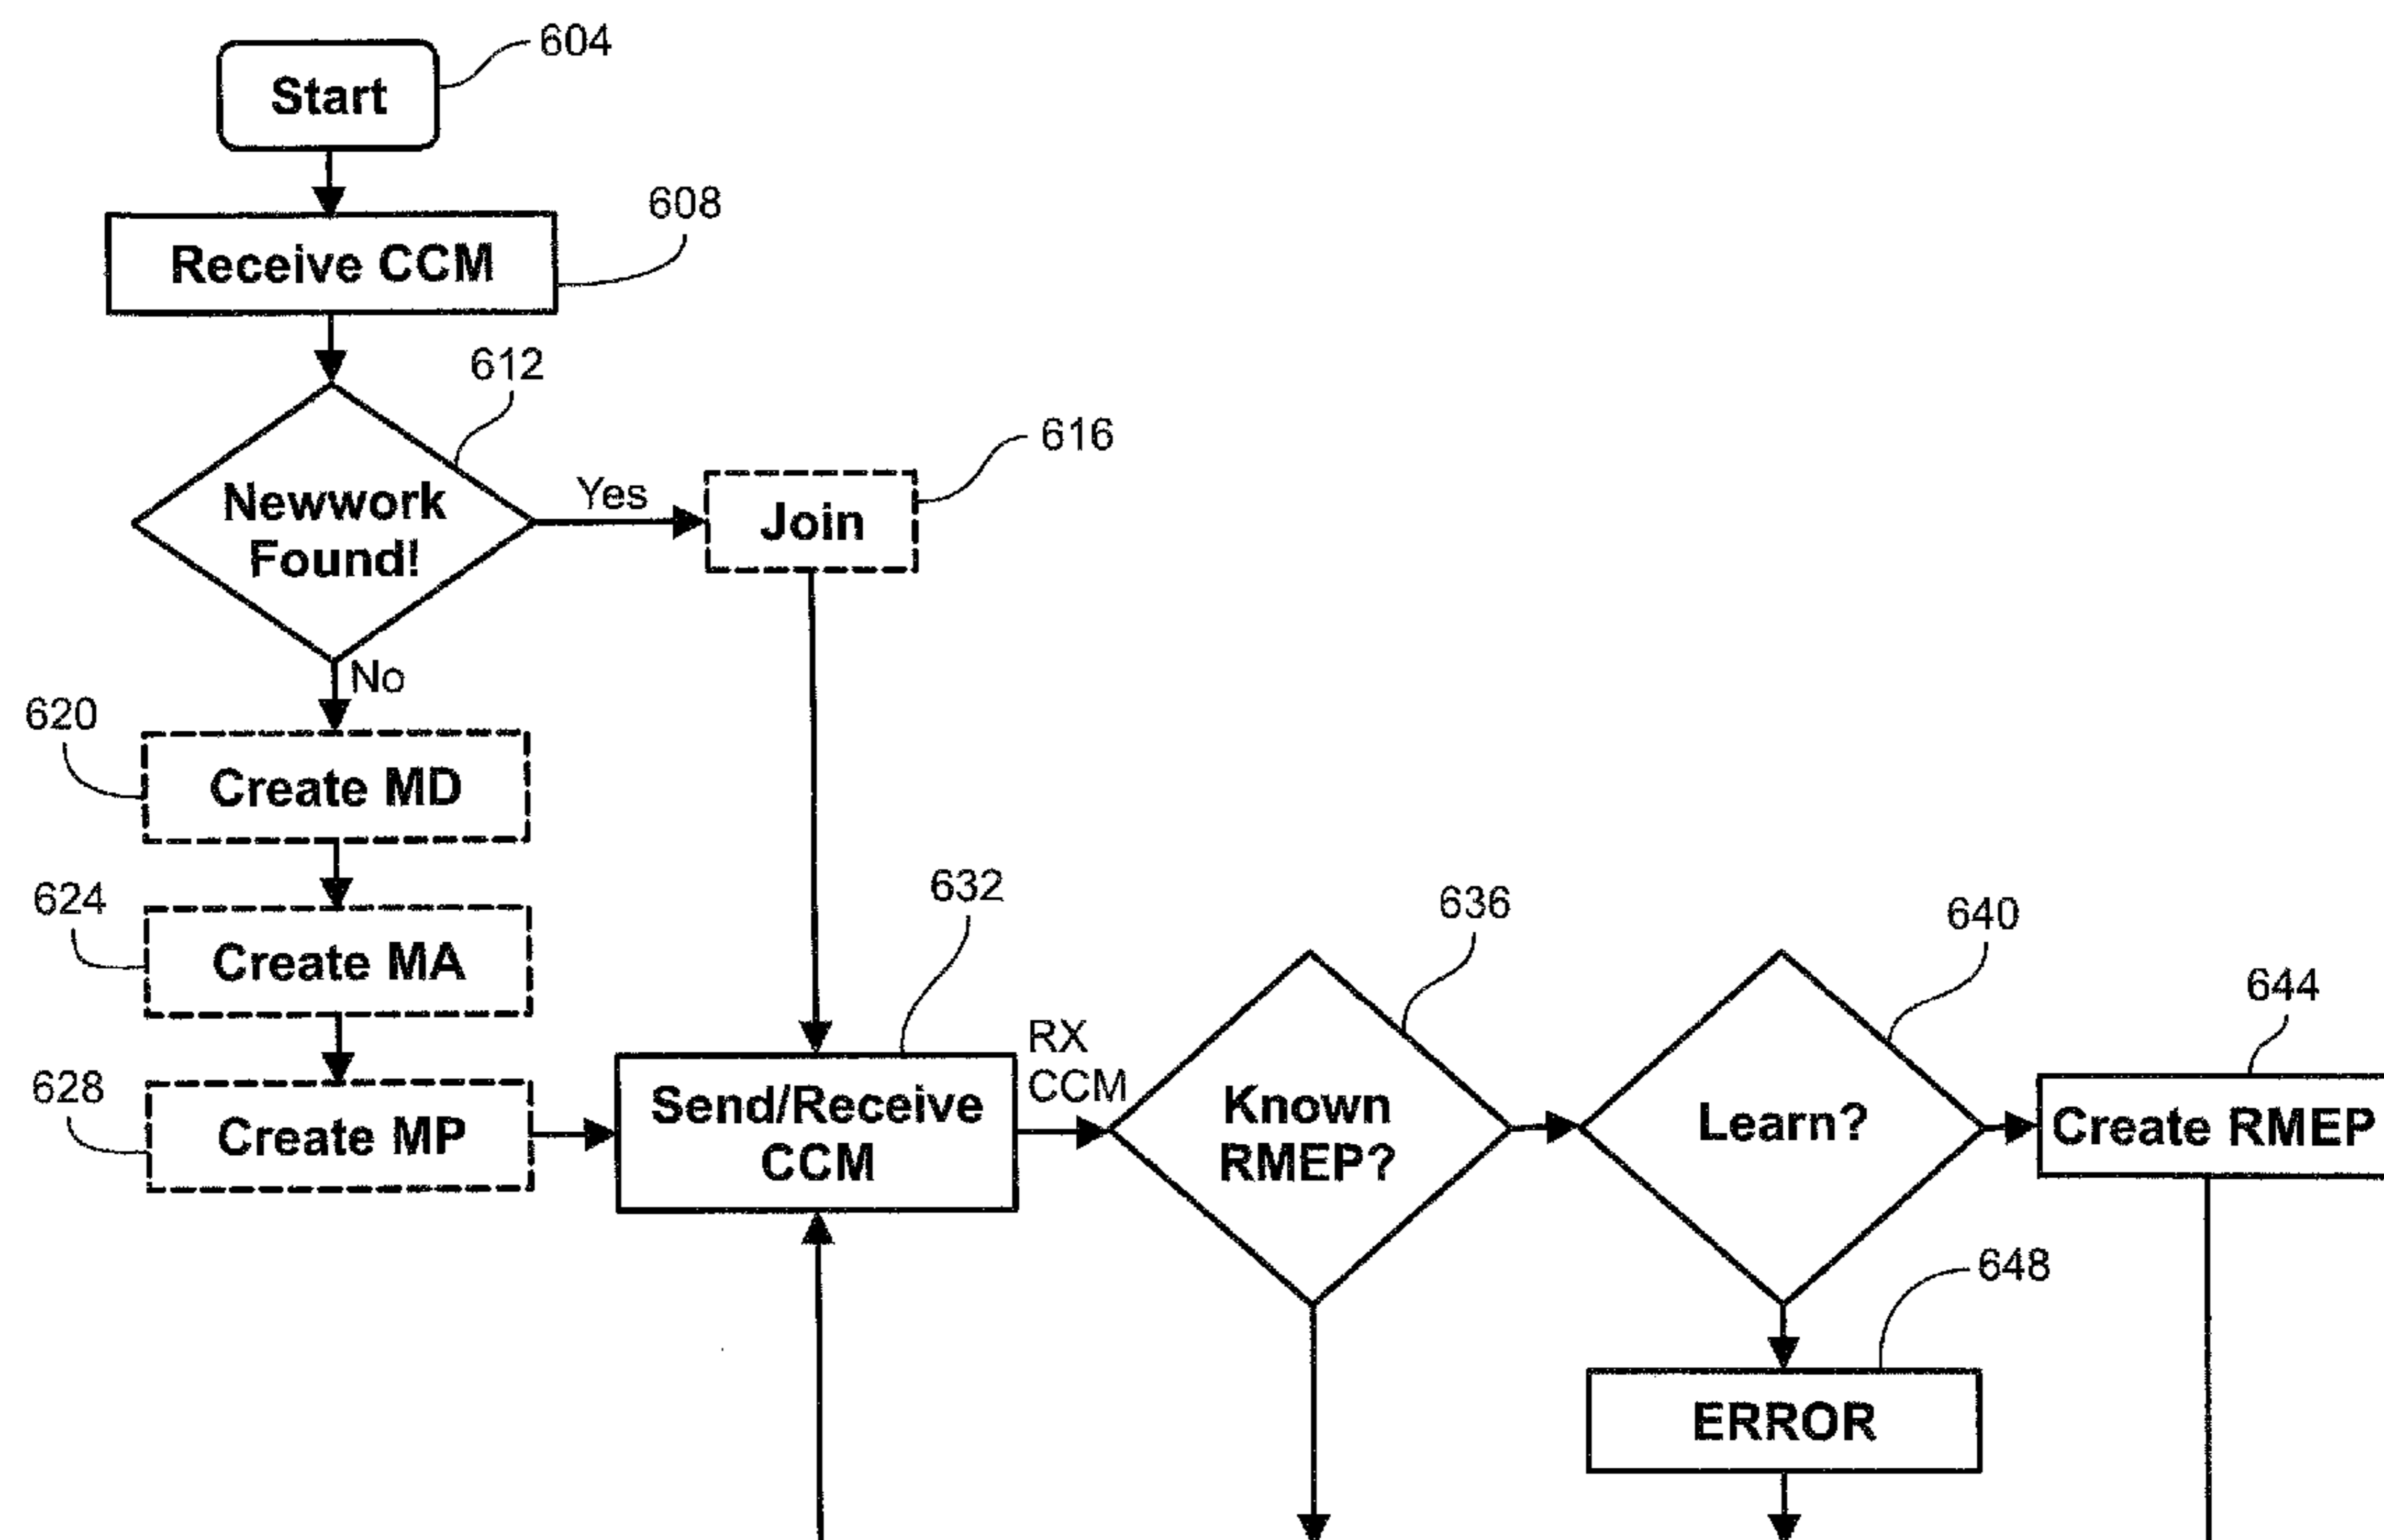 604
Start
608
Receive CCM
612
616
Newwork
Found!
Yes
Join
No
620
Create MD
624
Create MA
632
636
640
644
628
Create MP
Send/Receive
CCM
RX
CCM
Known
RMEP?
Learn?
Create RMEP
648
ERROR